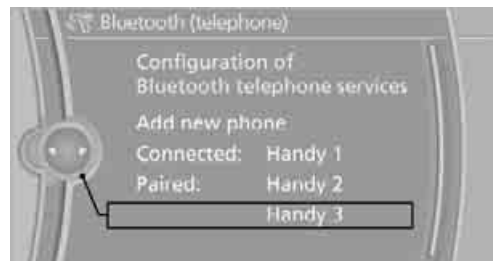 Bluetooth (telephone)
Configuration of
Bluetooth telephone services
Add new phone
Connected: Handy 1
Paired: Handy 2
Handy 3